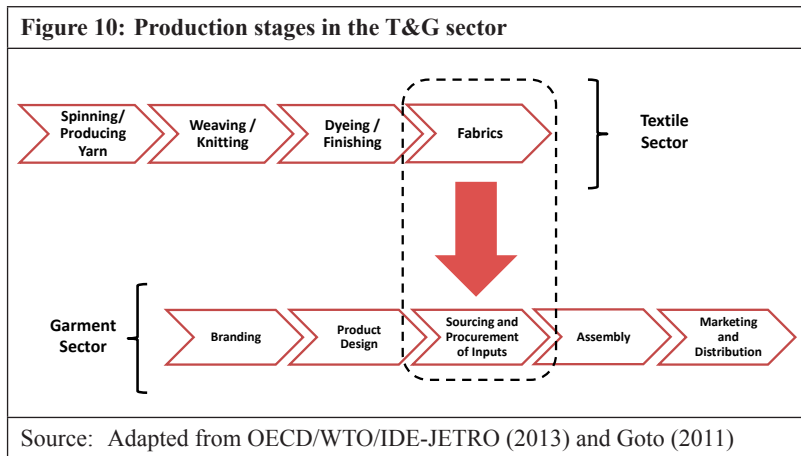 Figure 10: Production stages in the T&G sector
Spinning/
Producing
Yarn
Weaving /
Knitting
Dyeing /
Finishing
Fabrics
Textile
Sector
Garment
Sector
Branding
Product
Design
Sourcing and
Procurement
of Inputs
Assembly
Marketing
and
Distribution
Source: Adapted from OECD/WTO/IDE-JETRO (2013) and Goto (2011)